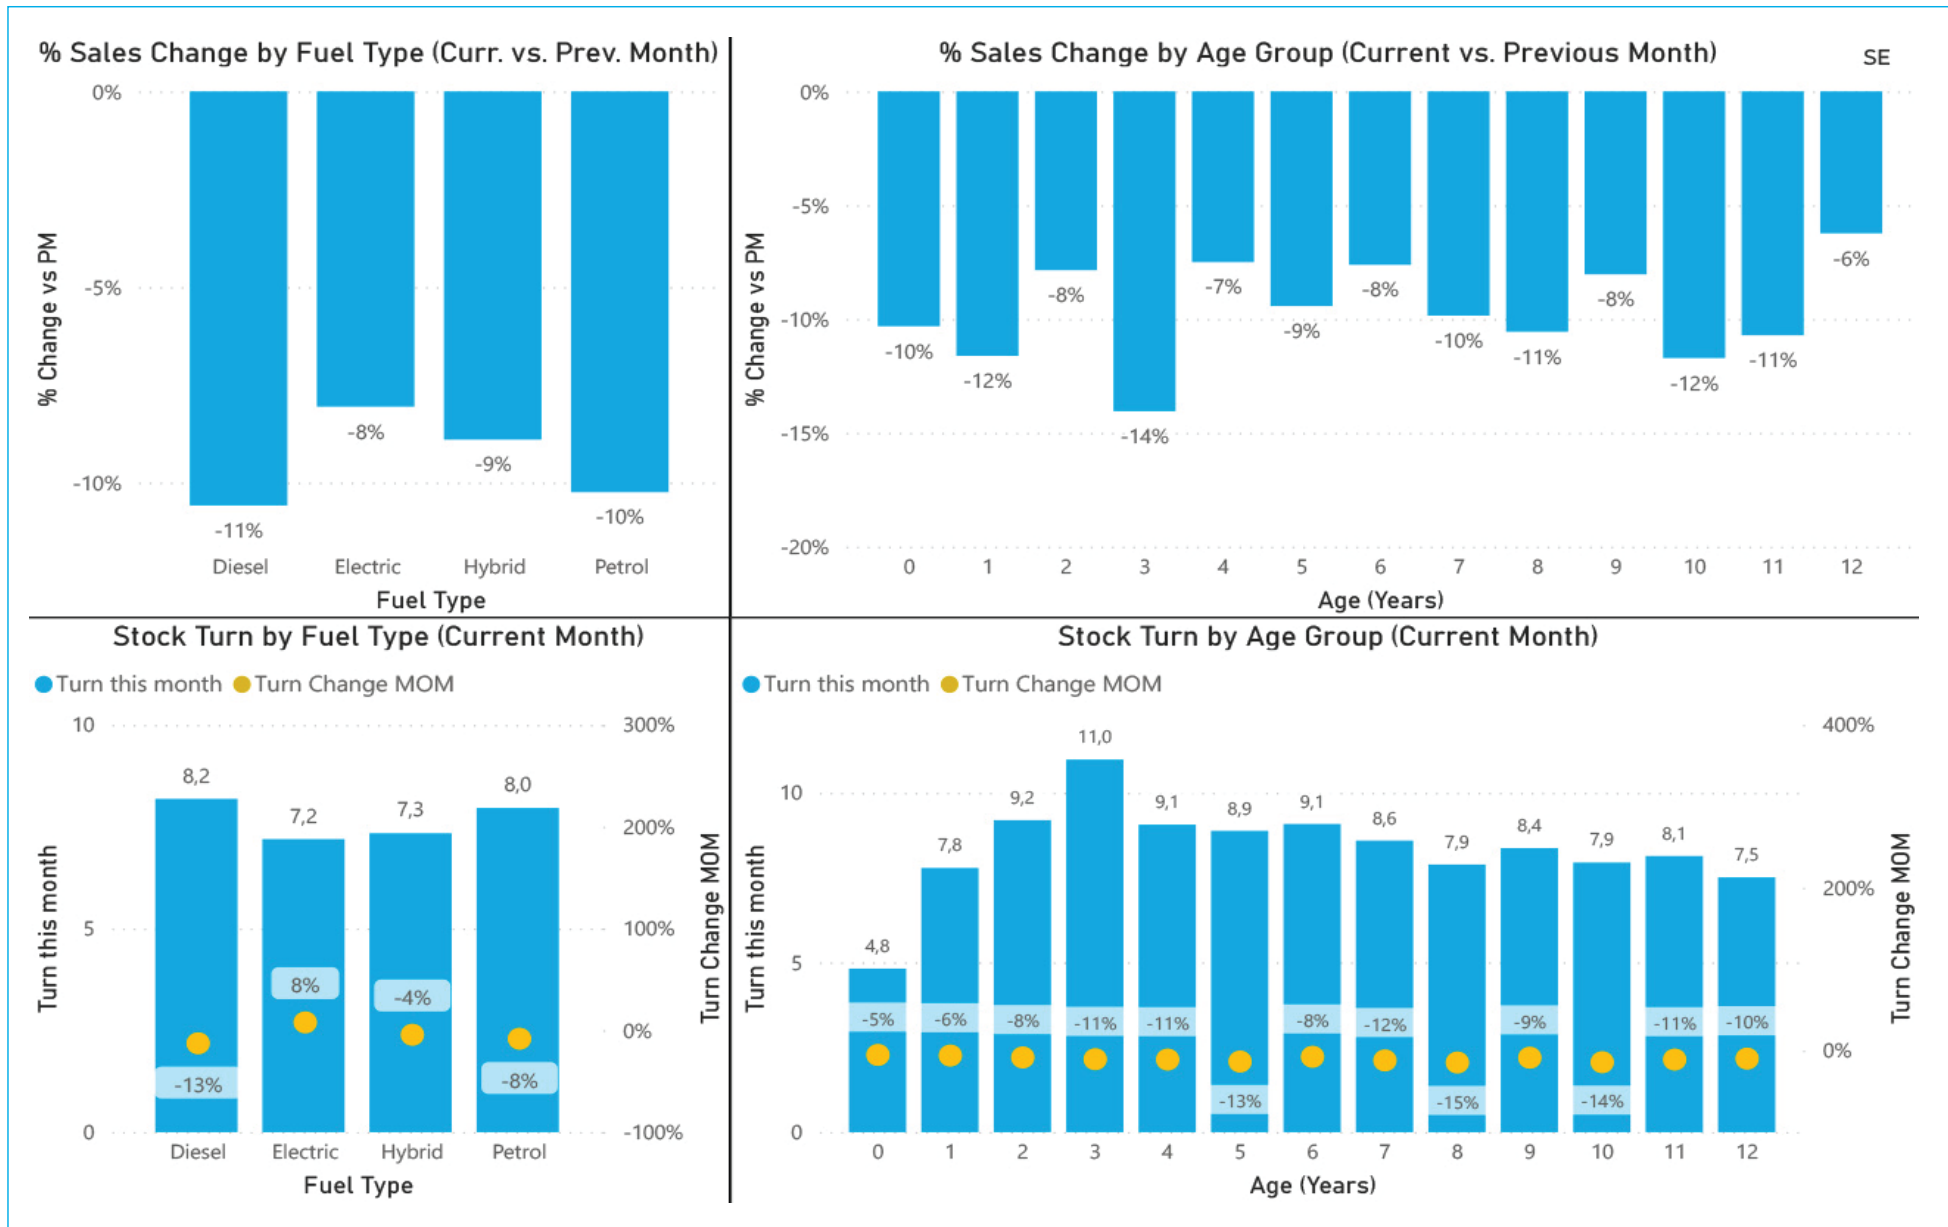 % Sales Change by Fuel Type (Curr. vs. Prev. Month)
% Change vs PM
0%
-5%
-10%
-11%
-8%
-9%
-10%
Diesel Electric Hybrid Petrol
Fuel Type
% Sales Change by Age Group (Current vs. Previous Month)
SE
% Change vs PM
0%
-5%
-10%
-15%
-20%
-10% -12% -8% -14% -7% -9% -8% -10% -11% -8% -12% -11% -6%
0 1 2 3 4 5 6 7 8 9 10 11 12
Age (Years)
Stock Turn by Fuel Type (Current Month)
Turn this month Turn Change MOM
Turn this month
10
5
0
8,2 7,2 7,3 8,0
-13% 8% -4% -8%
300%
200%
100%
0%
-100%
Turn Change MOM
Diesel Electric Hybrid Petrol
Fuel Type
Stock Turn by Age Group (Current Month)
Turn this month Turn Change MOM
Turn this month
10
5
0
4,8 7,8 9,2 11,0 9,1 8,9 9,1 8,6 7,9 8,4 7,9 8,1 7,5
-5% -6% -8% -11% -11% -13% -8% -12% -15% -9% -14% -11% -10%
400%
200%
0%
Turn Change MOM
0 1 2 3 4 5 6 7 8 9 10 11 12
Age (Years)